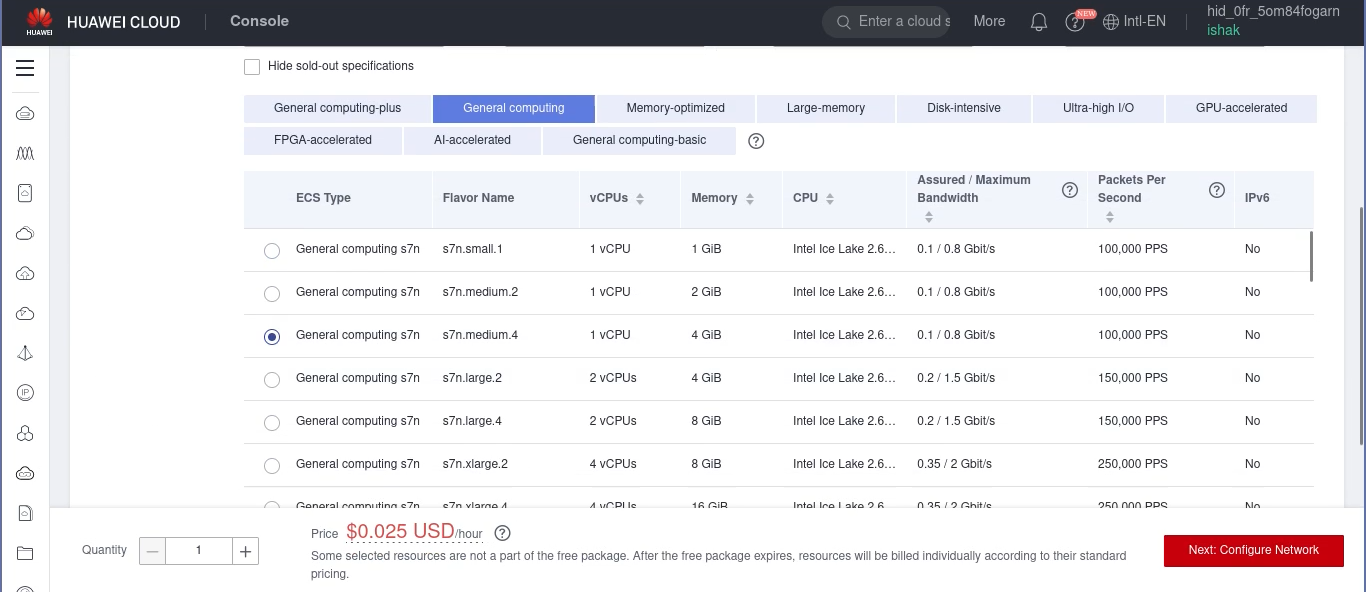 HUAWEI
HUAWEI CLOUD
Console
Enter a cloud s
More
NEW
Intl-EN
hid_0fr_5om84fogarn
ishak
Hide sold-out specifications
General computing-plus General computing Memory-optimized Large-memory Disk-intensive Ultra-high I/O GPU-accelerated
FPGA-accelerated AI-accelerated General computing-basic
ECS Type Flavor Name vCPUs Memory CPU Assured / Maximum Bandwidth Packets Per Second IPv6
General computing s7n s7n.small.1 1 vCPU 1 GiB Intel Ice Lake 2.6... 0.1 / 0.8 Gbit/s 100,000 PPS No
General computing s7n s7n.medium.2 1 vCPU 2 GiB Intel Ice Lake 2.6... 0.1 / 0.8 Gbit/s 100,000 PPS No
General computing s7n s7n.medium.4 1 vCPU 4 GiB Intel Ice Lake 2.6... 0.1 / 0.8 Gbit/s 100,000 PPS No
General computing s7n s7n.large.2 2 vCPUs 4 GiB Intel Ice Lake 2.6... 0.2 / 1.5 Gbit/s 150,000 PPS No
General computing s7n s7n.large.4 2 vCPUs 8 GiB Intel Ice Lake 2.6... 0.2 / 1.5 Gbit/s 150,000 PPS No
General computing s7n s7n.xlarge.2 4 vCPUs 8 GiB Intel Ice Lake 2.6... 0.35 / 2 Gbit/s 250,000 PPS No
General computing s7n s7n.xlarge.4 4 vCPUs 16 GiB Intel Ice Lake 2.6... 0.35 / 2 Gbit/s 250,000 PPS No
Quantity
1
Price $0.025 USD/hour
Some selected resources are not a part of the free package. After the free package expires, resources will be billed individually according to their standard
pricing.
Next: Configure Network
IP